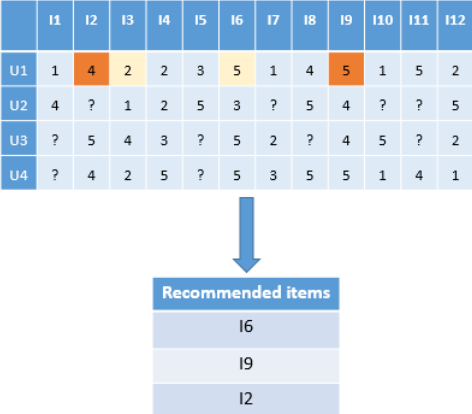 I1 I2 I3 I4 I5 I6 I7 I8 I9 I10 I11 I12
U1 1 4 2 2 3 5 1 4 5 1 5 2
U2 4 ? 1 2 5 3 ? 5 4 ? ? 5
U3 ? 5 4 3 ? 5 2 ? 4 5 ? 2
U4 ? 4 2 5 ? 5 3 5 5 1 4 1
Recommended items
I6
I9
I2